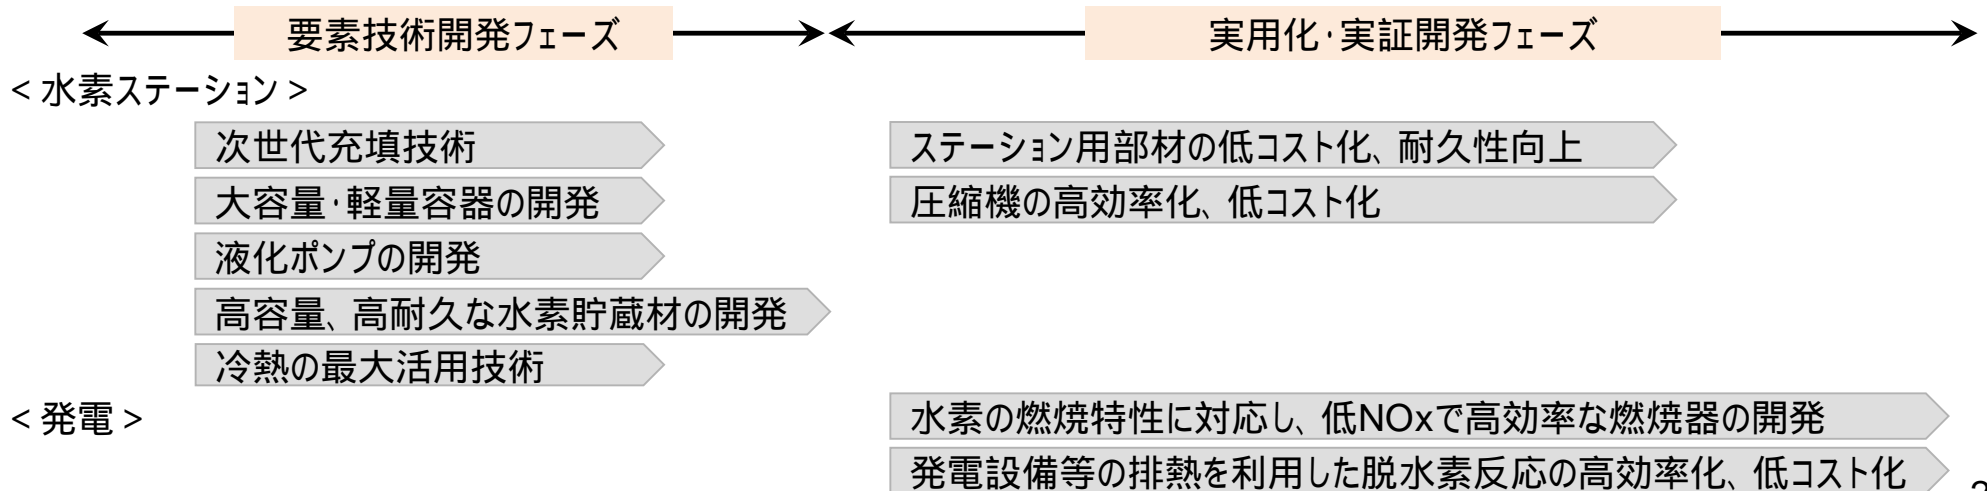 要素技術開発フェーズ 実用化・実証開発フェーズ
<水素ステーション>
次世代充填技術 ステーション用部材の低コスト化、耐久性向上
大容量・軽量容器の開発 圧縮機の高効率化、低コスト化
液化ポンプの開発
高容量、高耐久な水素貯蔵材の開発
冷熱の最大活用技術
<発電> 水素の燃焼特性に対応し、低NOxで高効率な燃焼器の開発
発電設備等の排熱を利用した脱水素反応の高効率化、低コスト化